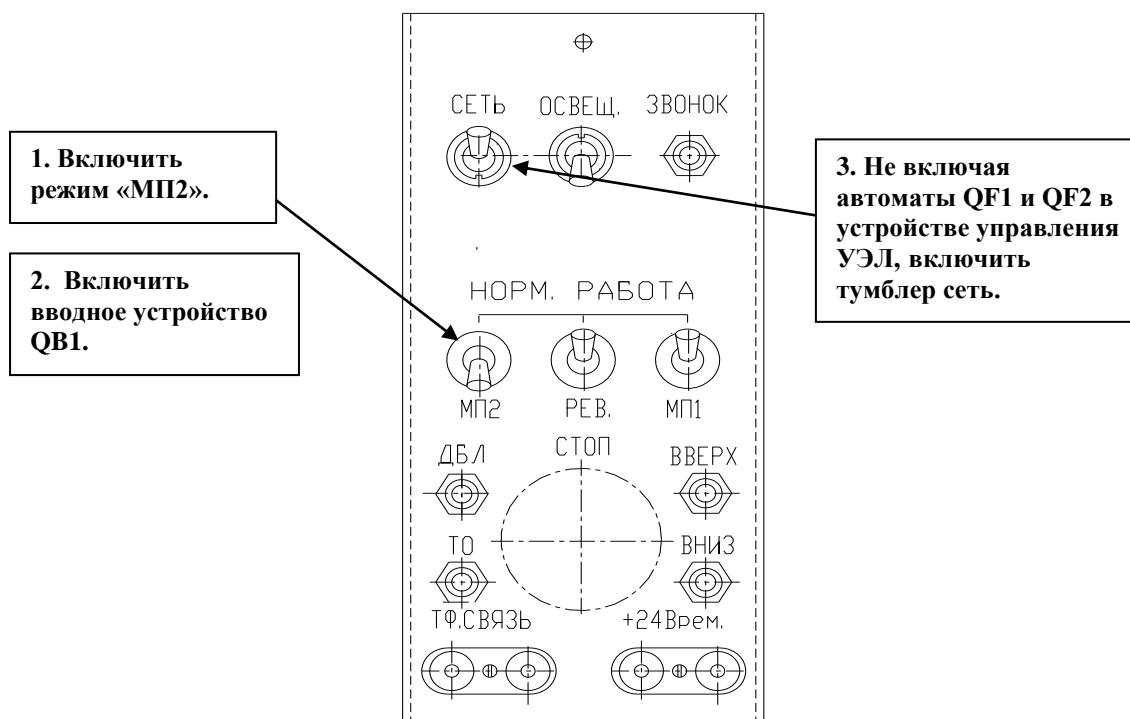 СЕТЬ ОСВЕЩ. ЗВОНОК
1. Включить
режим «МП2».
2. Включить
вводное устройство
QВ1.
3. Не включая
автоматы QF1 и QF2 в
устройстве управления
УЭЛ, включить
тумблер сеть.
НОРМ. РАБОТА
МП2 РЕВ. МП1
ДБЛ СТОП ВВЕРХ
ТО ВНИЗ
ТФ.СВЯЗЬ +24Врем.